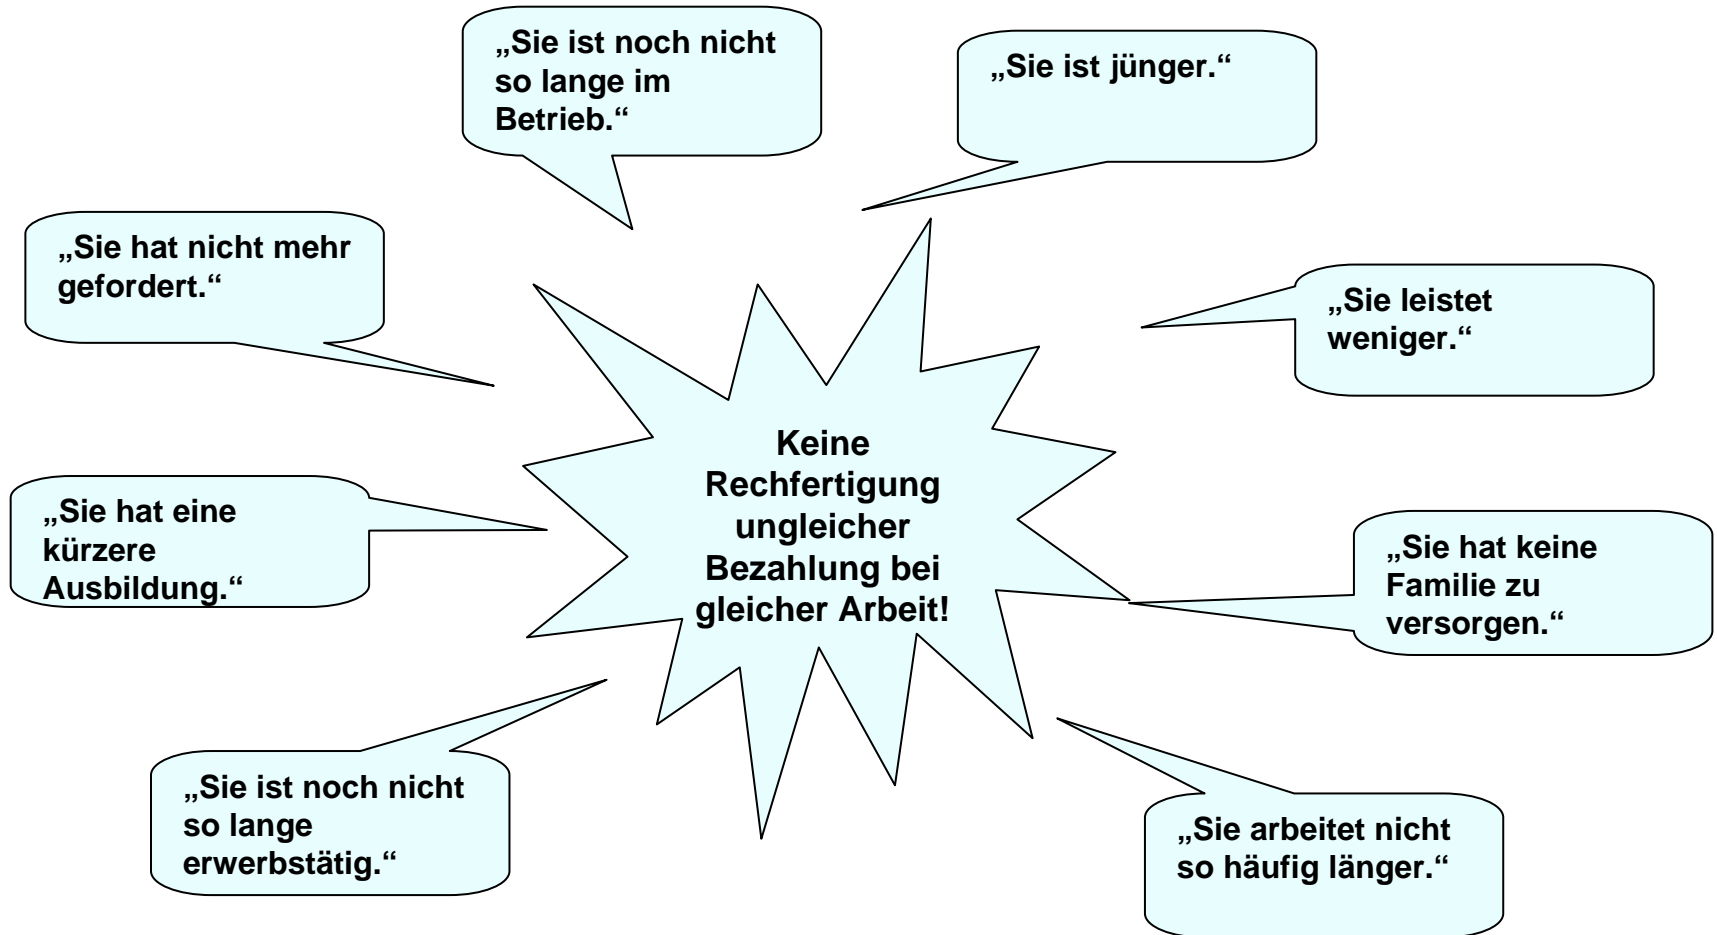 „Sie ist noch nicht
so lange im
Betrieb.“
„Sie ist jünger.“
„Sie hat nicht mehr
gefordert.“
„Sie leistet
weniger.“
Keine
Rechfertigung
ungleicher
Bezahlung bei
gleicher Arbeit!
„Sie hat eine
kürzere
Ausbildung.“
„Sie hat keine
Familie zu
versorgen.“
„Sie ist noch nicht
so lange
erwerbstätig.“
„Sie arbeitet nicht
so häufig länger.“